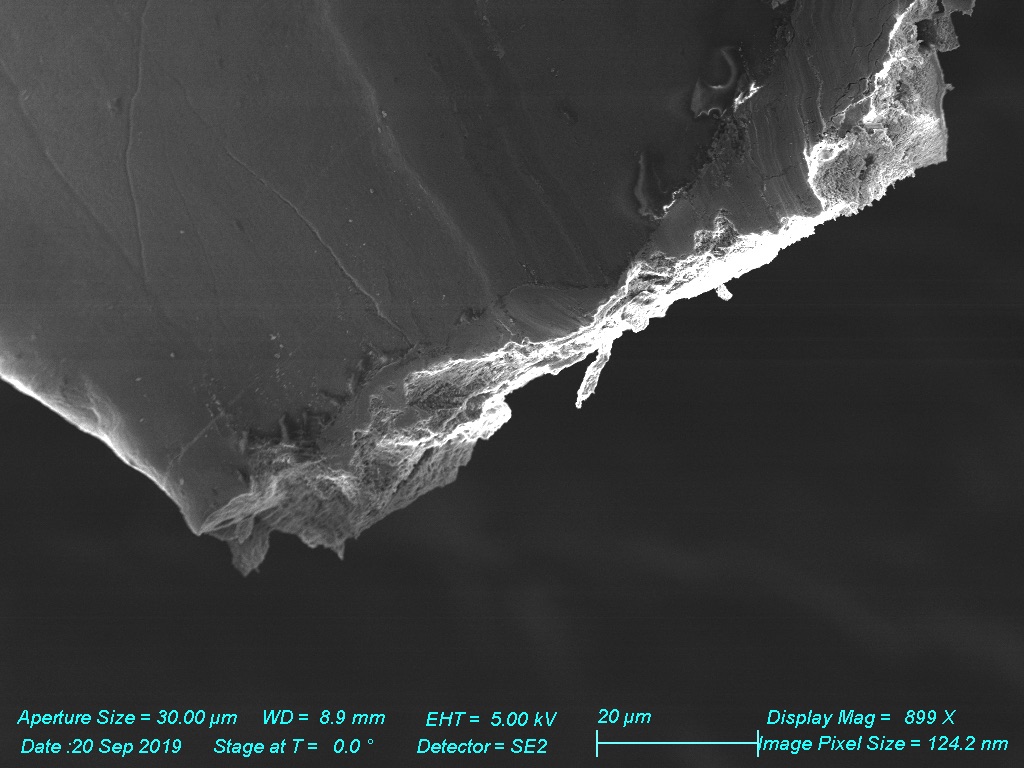 Aperture Size = 30.00 µm WD = 8.9 mm EHT = 5.00 kV 20 µm Display Mag = 899 X
Date :20 Sep 2019 Stage at T = 0.0 ° Detector = SE2 Image Pixel Size = 124.2 nm